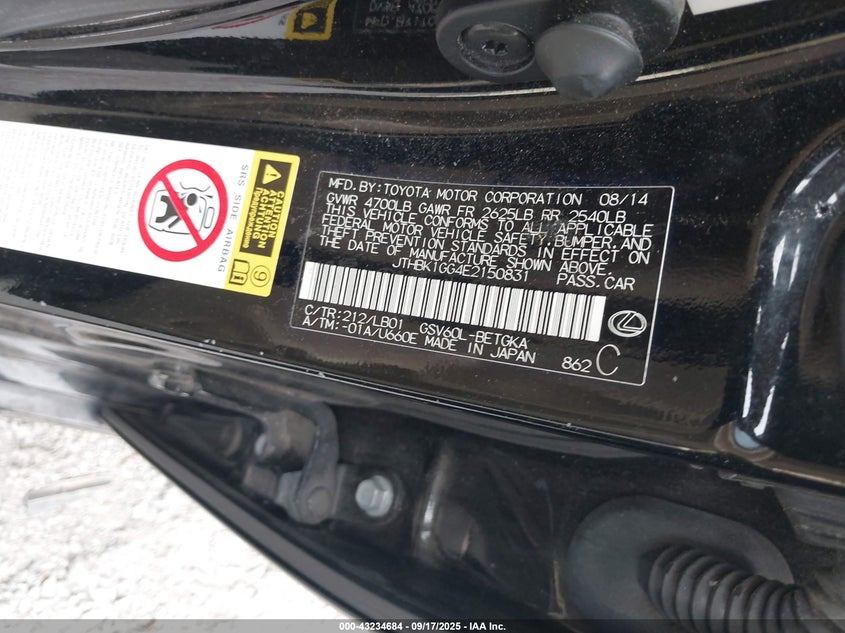 MFD. BY: TOYOTA MOTOR CORPORATION 08/14
GVWR 4700LB GAWR FR 2625LB RR 2540LB
THIS VEHICLE CONFORMS TO ALL APPLICABLE
FEDERAL MOTOR VEHICLE SAFETY, BUMPER, AND
THEFT PREVENTION STANDARDS IN EFFECT ON
THE DATE OF MANUFACTURE SHOWN ABOVE.
JTHBK1GG4E2150831 PASS. CAR
C/TR: 212/LB01 GSV60L-BETGKA
A/TM: -01A/U660E MADE IN JAPAN 862 C
SRS SIDE AIRBAG
CAUTION
ATTENTION
ACHTUNG
000-43234684 - 09/17/2025 - IAA Inc.